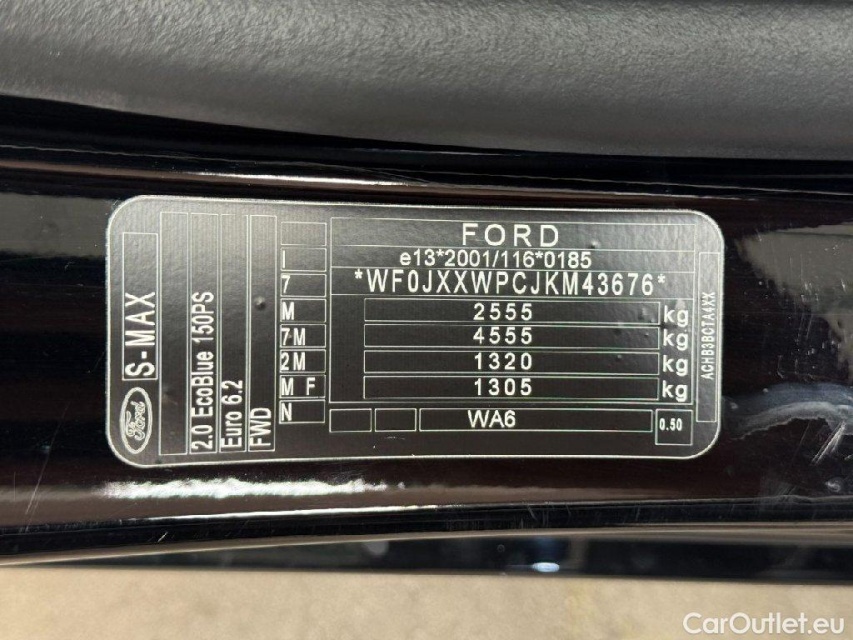 FORD
e13*2001/116*0185
*WF0JXXWPCJKM43676*
2555 kg
4555 kg
1320 kg
1305 kg
WA6
0.50
I
7
M
7M
2M
M F
N
S-MAX
Ford
2.0 EcoBlue 150PS
Euro 6.2
FWD
ACHB3BCTA4XX
CarOutlet.eu